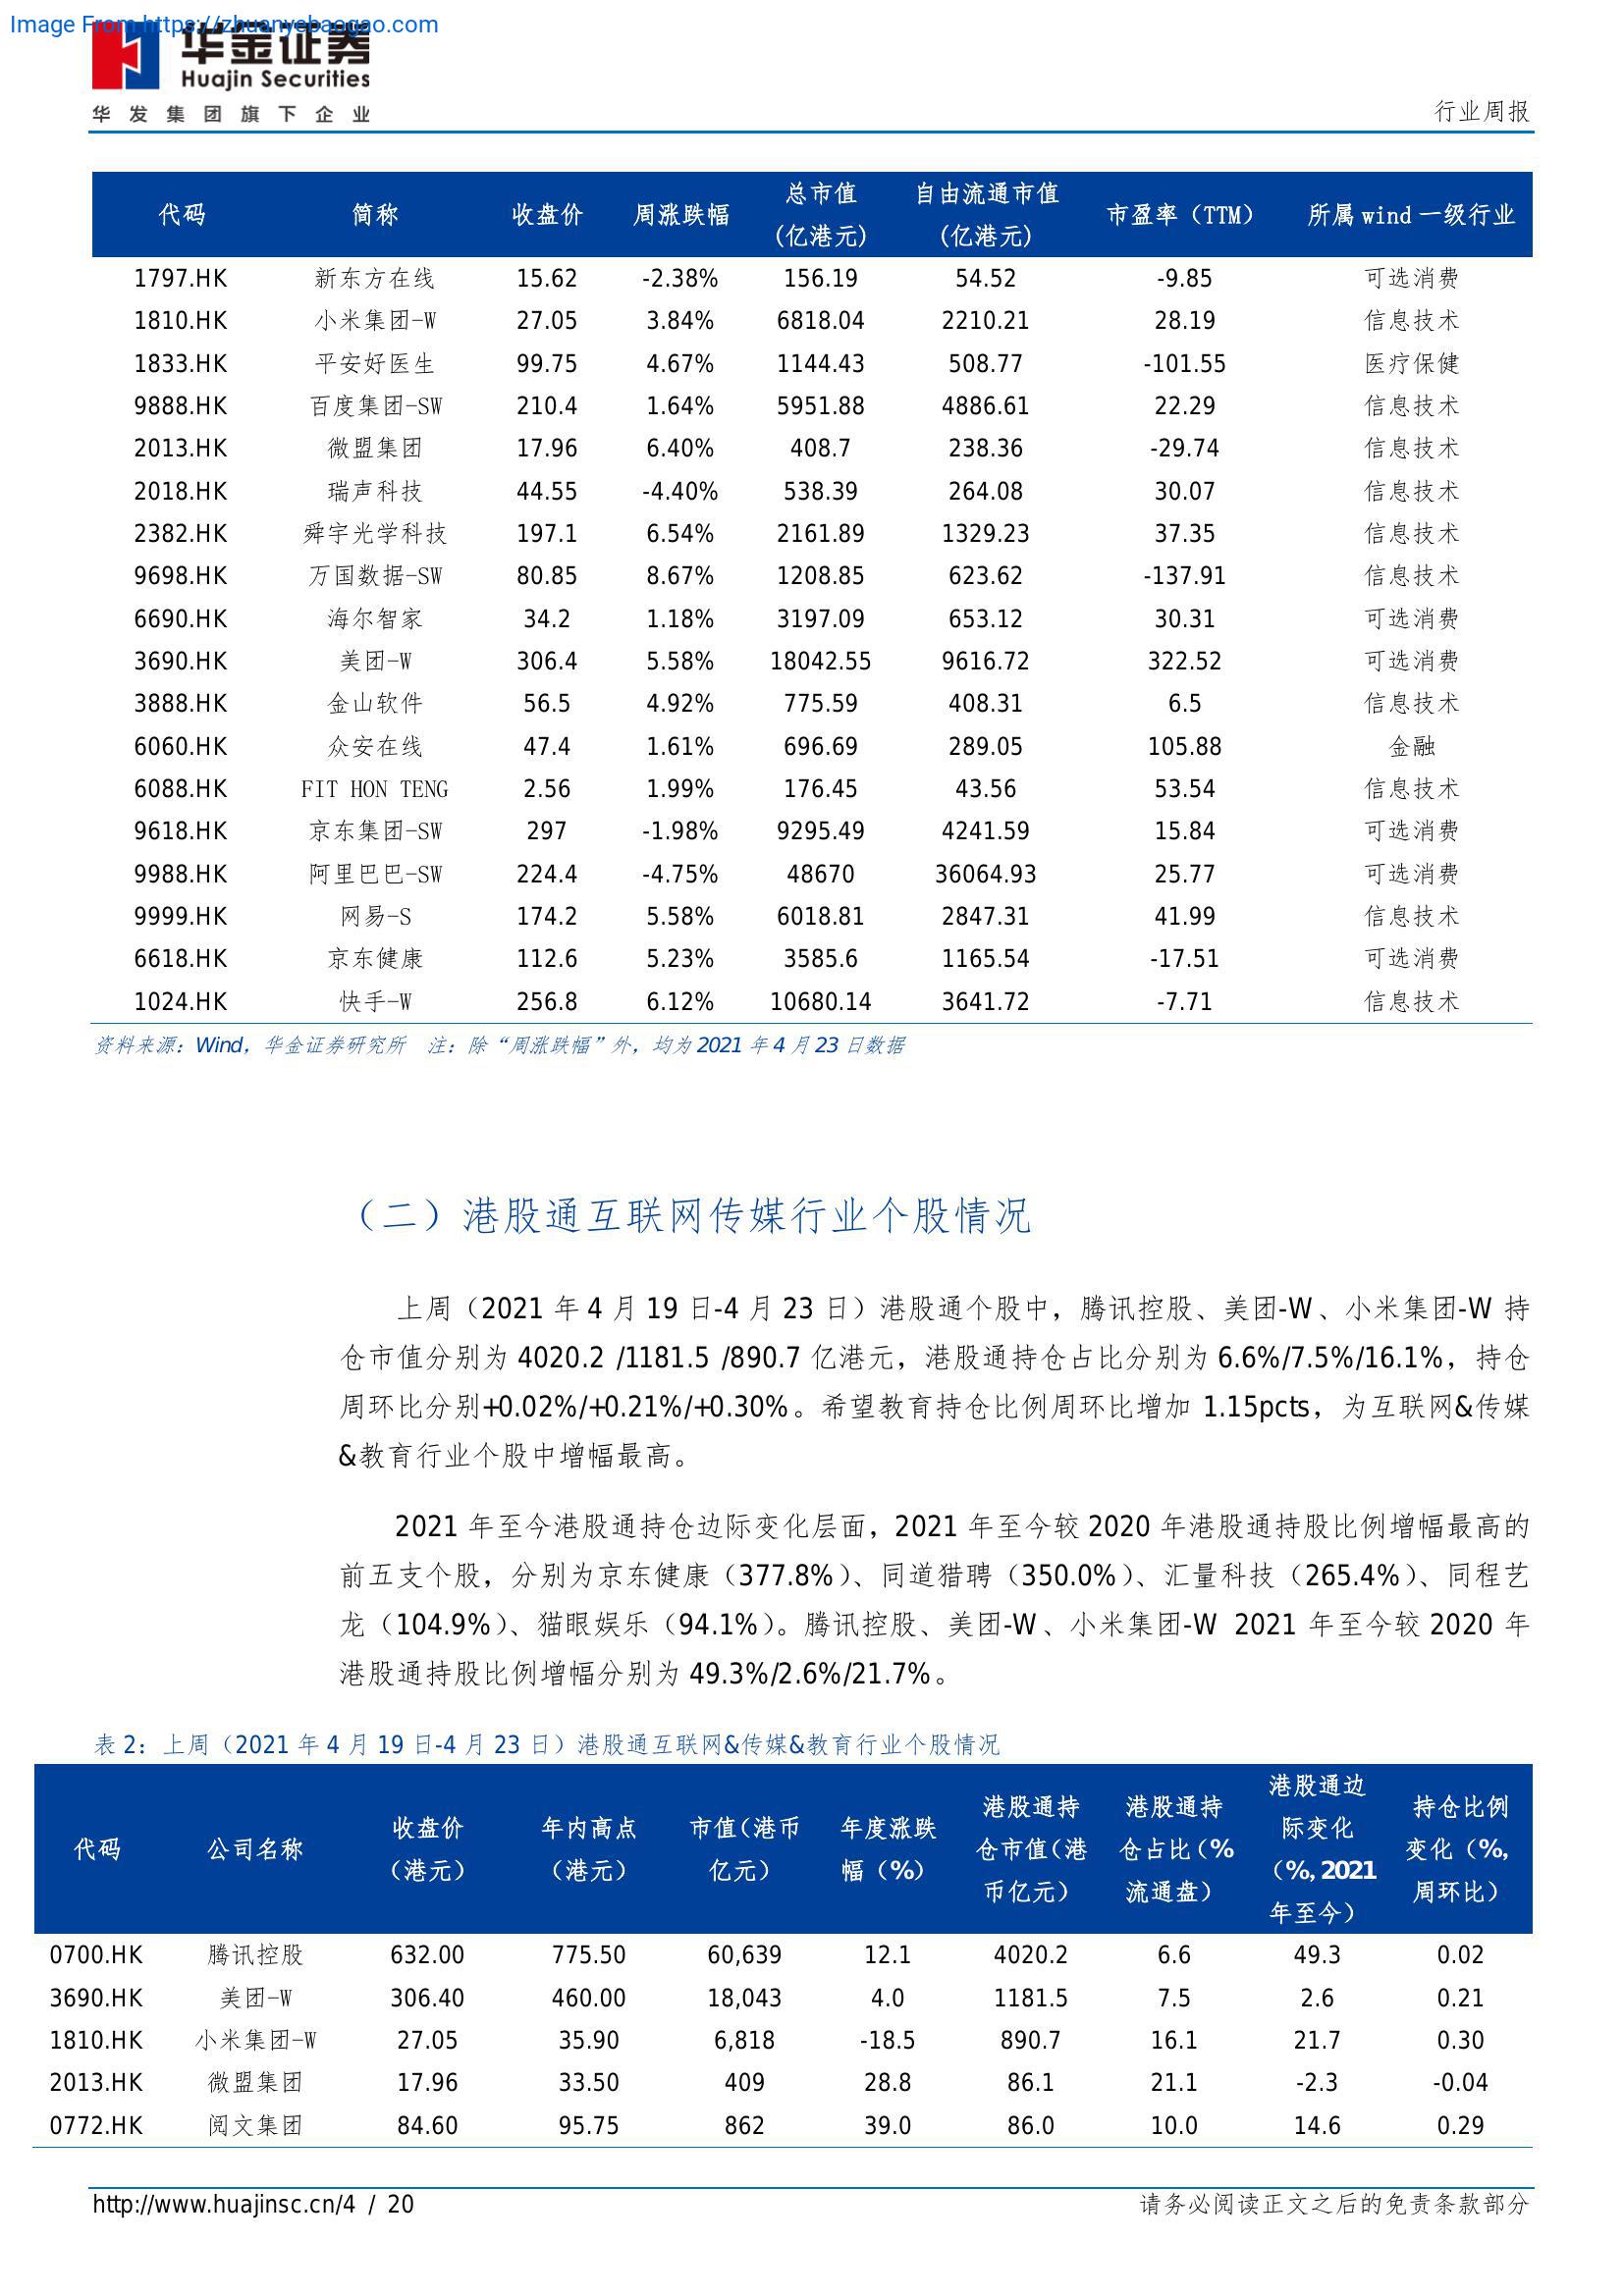 Image From https://zhuanyebaogao.com
华金证券
Huajin Securities
华发集团旗下企业
行业周报
代码 简称 收盘价 周涨跌幅 总市值(亿港元) 自由流通市值(亿港元) 市盈率（TTM） 所属 wind 一级行业
1797.HK 新东方在线 15.62 -2.38% 156.19 54.52 -9.85 可选消费
1810.HK 小米集团-W 27.05 3.84% 6818.04 2210.21 28.19 信息技术
1833.HK 平安好医生 99.75 4.67% 1144.43 508.77 -101.55 医疗保健
9888.HK 百度集团-SW 210.4 1.64% 5951.88 4886.61 22.29 信息技术
2013.HK 微盟集团 17.96 6.40% 408.7 238.36 -29.74 信息技术
2018.HK 瑞声科技 44.55 -4.40% 538.39 264.08 30.07 信息技术
2382.HK 舜宇光学科技 197.1 6.54% 2161.89 1329.23 37.35 信息技术
9698.HK 万国数据-SW 80.85 8.67% 1208.85 623.62 -137.91 信息技术
6690.HK 海尔智家 34.2 1.18% 3197.09 653.12 30.31 可选消费
3690.HK 美团-W 306.4 5.58% 18042.55 9616.72 322.52 可选消费
3888.HK 金山软件 56.5 4.92% 775.59 408.31 6.5 信息技术
6060.HK 众安在线 47.4 1.61% 696.69 289.05 105.88 金融
6088.HK FIT HON TENG 2.56 1.99% 176.45 43.56 53.54 信息技术
9618.HK 京东集团-SW 297 -1.98% 9295.49 4241.59 15.84 可选消费
9988.HK 阿里巴巴-SW 224.4 -4.75% 48670 36064.93 25.77 可选消费
9999.HK 网易-S 174.2 5.58% 6018.81 2847.31 41.99 信息技术
6618.HK 京东健康 112.6 5.23% 3585.6 1165.54 -17.51 可选消费
1024.HK 快手-W 256.8 6.12% 10680.14 3641.72 -7.71 信息技术
资料来源：Wind，华金证券研究所 注：除“周涨跌幅”外，均为 2021 年 4 月 23 日数据
（二）港股通互联网传媒行业个股情况
上周（2021 年 4 月 19 日-4 月 23 日）港股通个股中，腾讯控股、美团-W、小米集团-W 持
仓市值分别为 4020.2 /1181.5 /890.7 亿港元，港股通持仓占比分别为 6.6%/7.5%/16.1%，持仓
周环比分别+0.02%/+0.21%/+0.30%。希望教育持仓比例周环比增加 1.15pcts，为互联网&传媒
&教育行业个股中增幅最高。
2021 年至今港股通持仓边际变化层面，2021 年至今较 2020 年港股通持股比例增幅最高的
前五支个股，分别为京东健康（377.8%）、同道猎聘（350.0%）、汇量科技（265.4%）、同程艺
龙（104.9%）、猫眼娱乐（94.1%）。腾讯控股、美团-W、小米集团-W 2021 年至今较 2020 年
港股通持股比例增幅分别为 49.3%/2.6%/21.7%。
表 2：上周（2021 年 4 月 19 日-4 月 23 日）港股通互联网&传媒&教育行业个股情况
代码 公司名称 收盘价（港元） 年内高点（港元） 市值（港币亿元） 年度涨跌幅（%） 港股通持仓市值（港币亿元） 港股通持仓占比（%流通盘） 港股通边际变化（%，2021年至今） 持仓比例变化（%，周环比）
0700.HK 腾讯控股 632.00 775.50 60,639 12.1 4020.2 6.6 49.3 0.02
3690.HK 美团-W 306.40 460.00 18,043 4.0 1181.5 7.5 2.6 0.21
1810.HK 小米集团-W 27.05 35.90 6,818 -18.5 890.7 16.1 21.7 0.30
2013.HK 微盟集团 17.96 33.50 409 28.8 86.1 21.1 -2.3 -0.04
0772.HK 阅文集团 84.60 95.75 862 39.0 86.0 10.0 14.6 0.29
http://www.huajinsc.cn/4 / 20
请务必阅读正文之后的免责条款部分